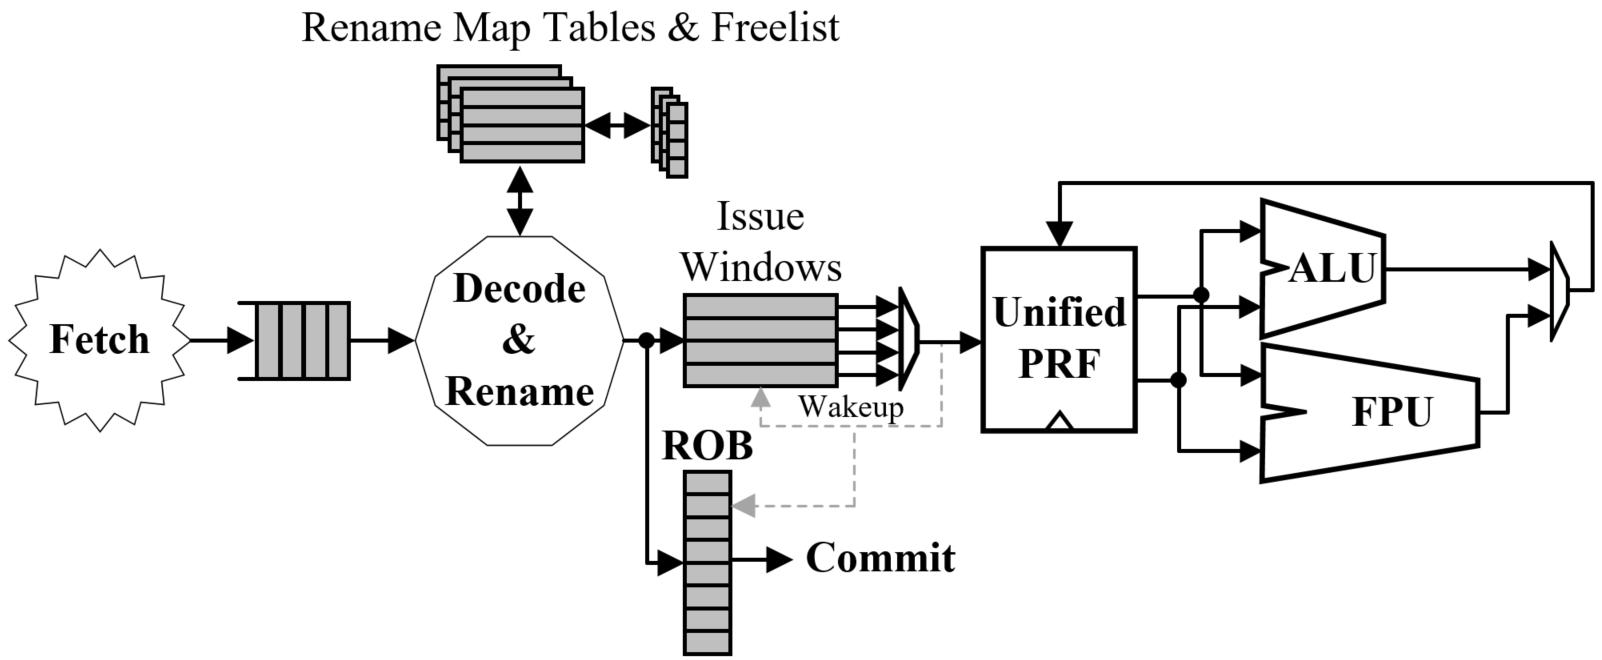 Rename Map Tables & Freelist
Issue
Windows
Fetch
Decode
&
Rename
Wakeup
ROB
Commit
Unified
PRF
ALU
FPU